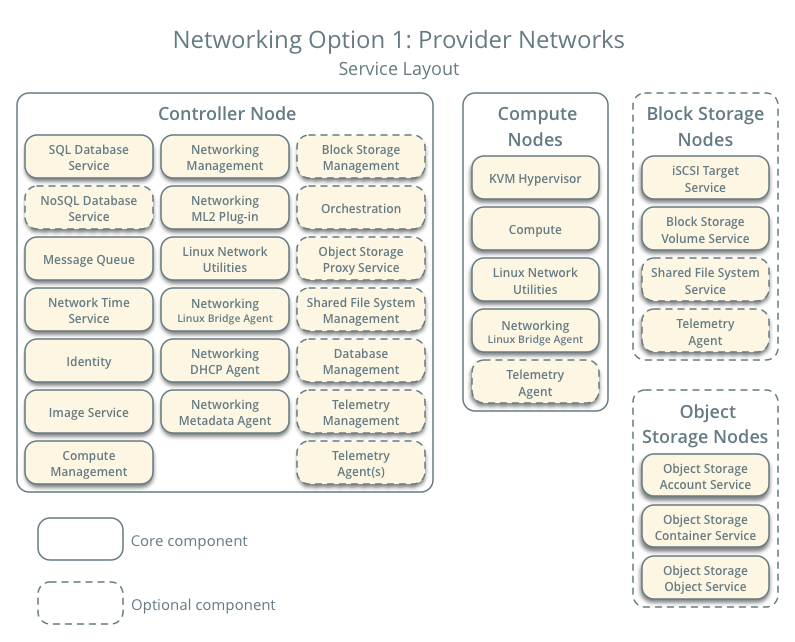 Networking Option 1: Provider Networks
Service Layout
Controller Node
SQL Database
Service
NoSQL Database
Service
Message Queue
Network Time
Service
Identity
Image Service
Compute
Management
Networking
Management
Networking
ML2 Plug-in
Linux Network
Utilities
Networking
Linux Bridge Agent
Networking
DHCP Agent
Networking
Metadata Agent
Block Storage
Management
Orchestration
Object Storage
Proxy Service
Shared File System
Management
Database
Management
Telemetry
Management
Telemetry
Agent(s)
Compute
Nodes
KVM Hypervisor
Compute
Linux Network
Utilities
Networking
Linux Bridge Agent
Telemetry
Agent
Block Storage
Nodes
iSCSI Target
Service
Block Storage
Volume Service
Shared File System
Service
Telemetry
Agent
Object
Storage Nodes
Object Storage
Account Service
Object Storage
Container Service
Object Storage
Object Service
Core component
Optional component